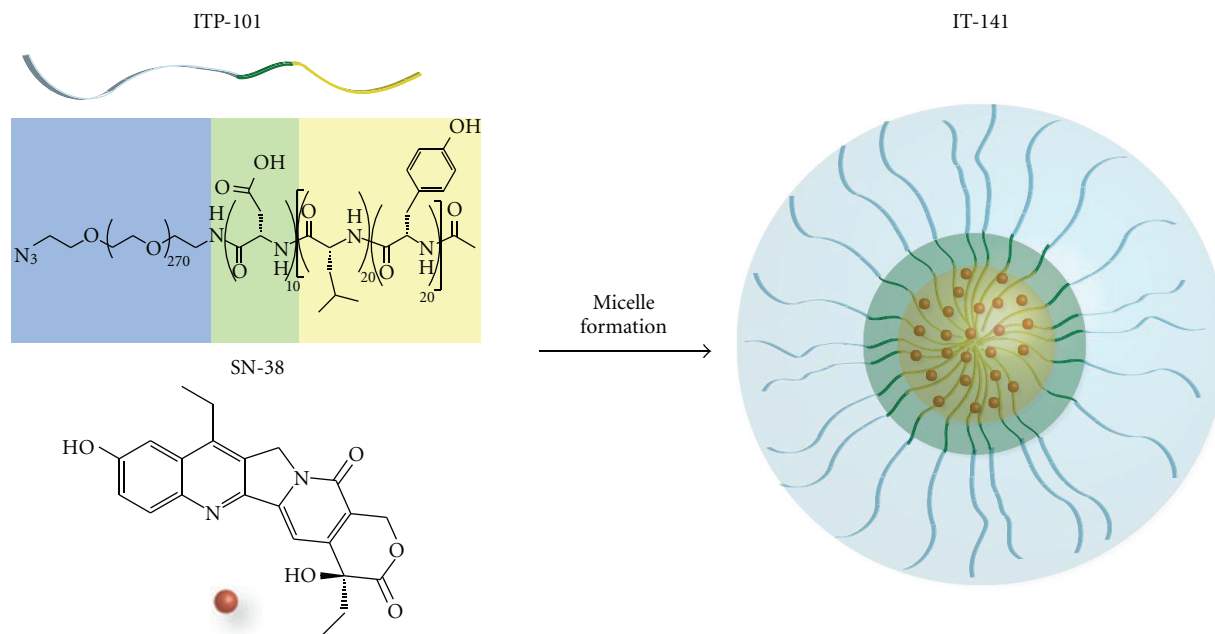 ITP-101
IT-141
OH
OH
O
N3
O
O
270
H
N
O
N
H
10
O
H
N
20
O
N
H
20
O
SN-38
Micelle
formation
HO
N
N
O
O
O
HO